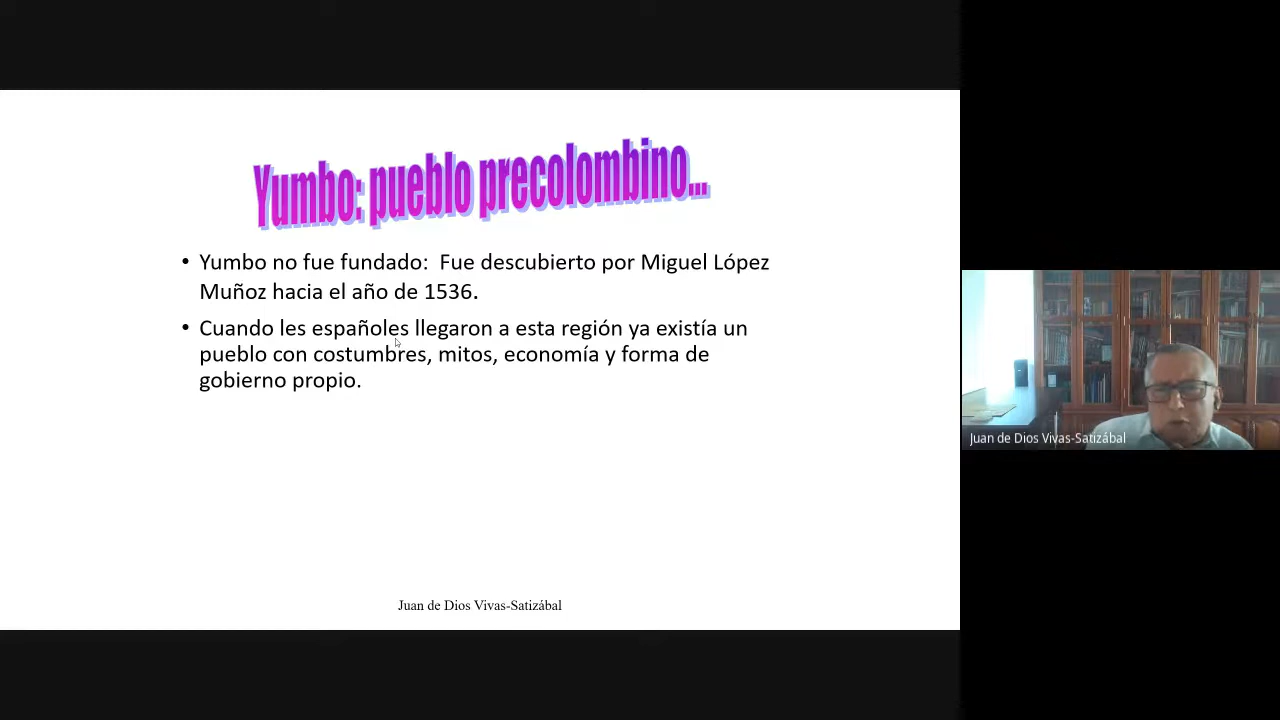 Yumbo: pueblo precolombino...
• Yumbo no fue fundado:  Fue descubierto por Miguel López
Muñoz hacia el año de 1536.
• Cuando les españoles llegaron a esta región ya existía un
pueblo con costumbres, mitos, economía y forma de
gobierno propio.
Juan de Dios Vivas-Satizábal
Juan de Dios Vivas-Satizábal